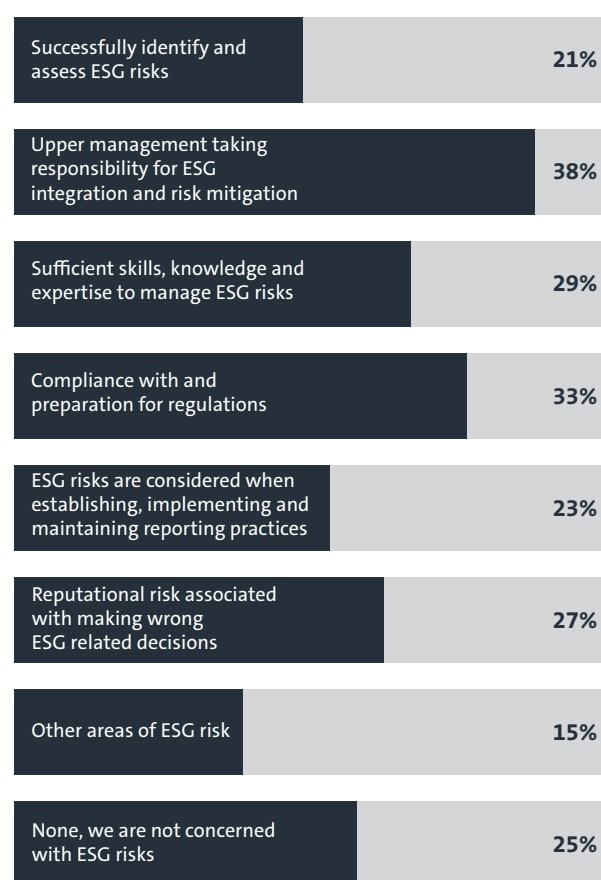 Successfully identify and
assess ESG risks
21%
Upper management taking
responsibility for ESG
integration and risk mitigation
38%
Sufficient skills, knowledge and
expertise to manage ESG risks
29%
Compliance with and
preparation for regulations
33%
ESG risks are considered when
establishing, implementing and
maintaining reporting practices
23%
Reputational risk associated
with making wrong
ESG related decisions
27%
Other areas of ESG risk
15%
None, we are not concerned
with ESG risks
25%